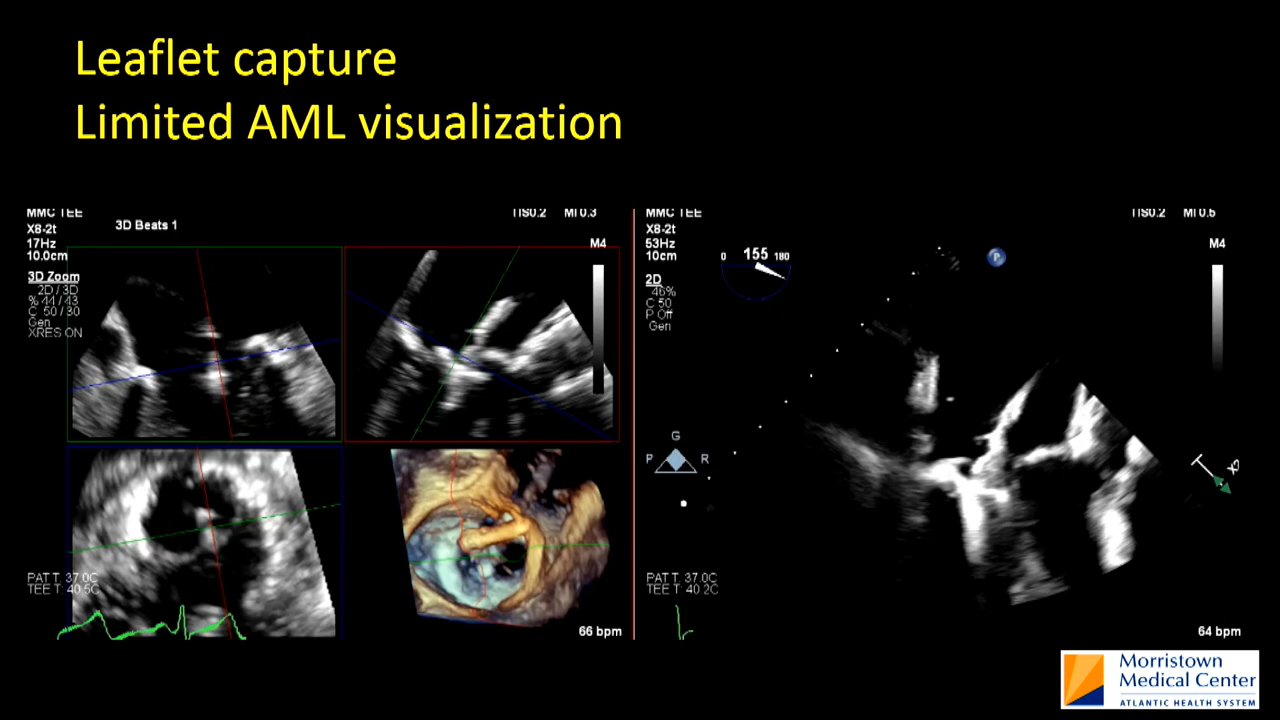 Leaflet capture
Limited AML visualization
MMC TEE
X8-2t
17Hz
10.0cm
3D Beats 1
TIS0.2 MI 0.3
M4
3D Zoom
2D / 3D
% 44 / 43
C 50 / 30
Gen
XRES ON
PAT T: 37.0C
TEE T: 40.5C
66 bpm
MMC TEE
X8-2t
53Hz
10cm
TIS0.2 MI 0.5
M4
0 155 180
P
2D
46%
C 50
P Off
Gen
G
P R
X5
PAT T: 37.0C
TEE T: 40.2C
64 bpm
Morristown
Medical Center
ATLANTIC HEALTH SYSTEM